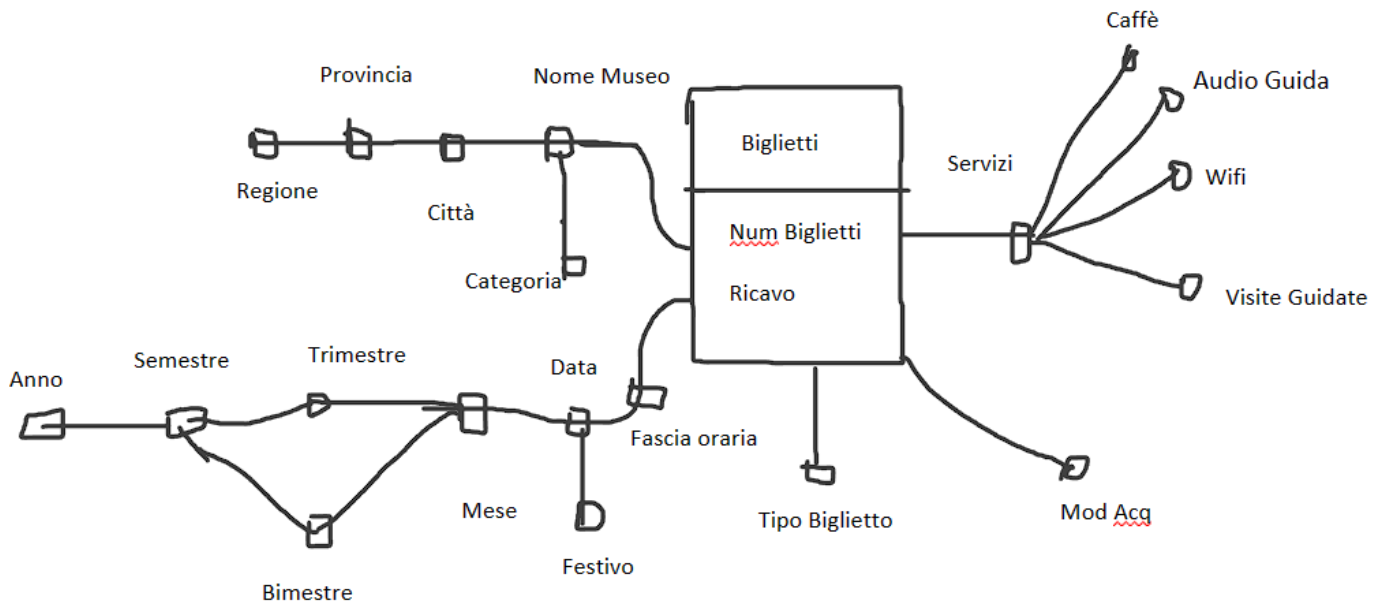 Caffè
Provincia
Nome Museo
Audio Guida
Biglietti
Servizi
Wifi
Regione
Città
Num Biglietti
Categoria
Ricavo
Visite Guidate
Semestre
Trimestre
Data
Anno
Fascia oraria
Mese
Tipo Biglietto
Mod Acq
Festivo
Bimestre